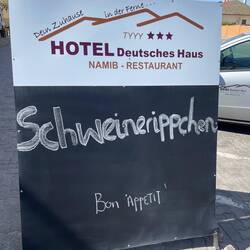 Dein Zuhause in der Ferne...
TYYY ★★★
HOTEL Deutsches Haus
NAMIB - RESTAURANT
Schweinerippchen
Bon 'APPETIT'